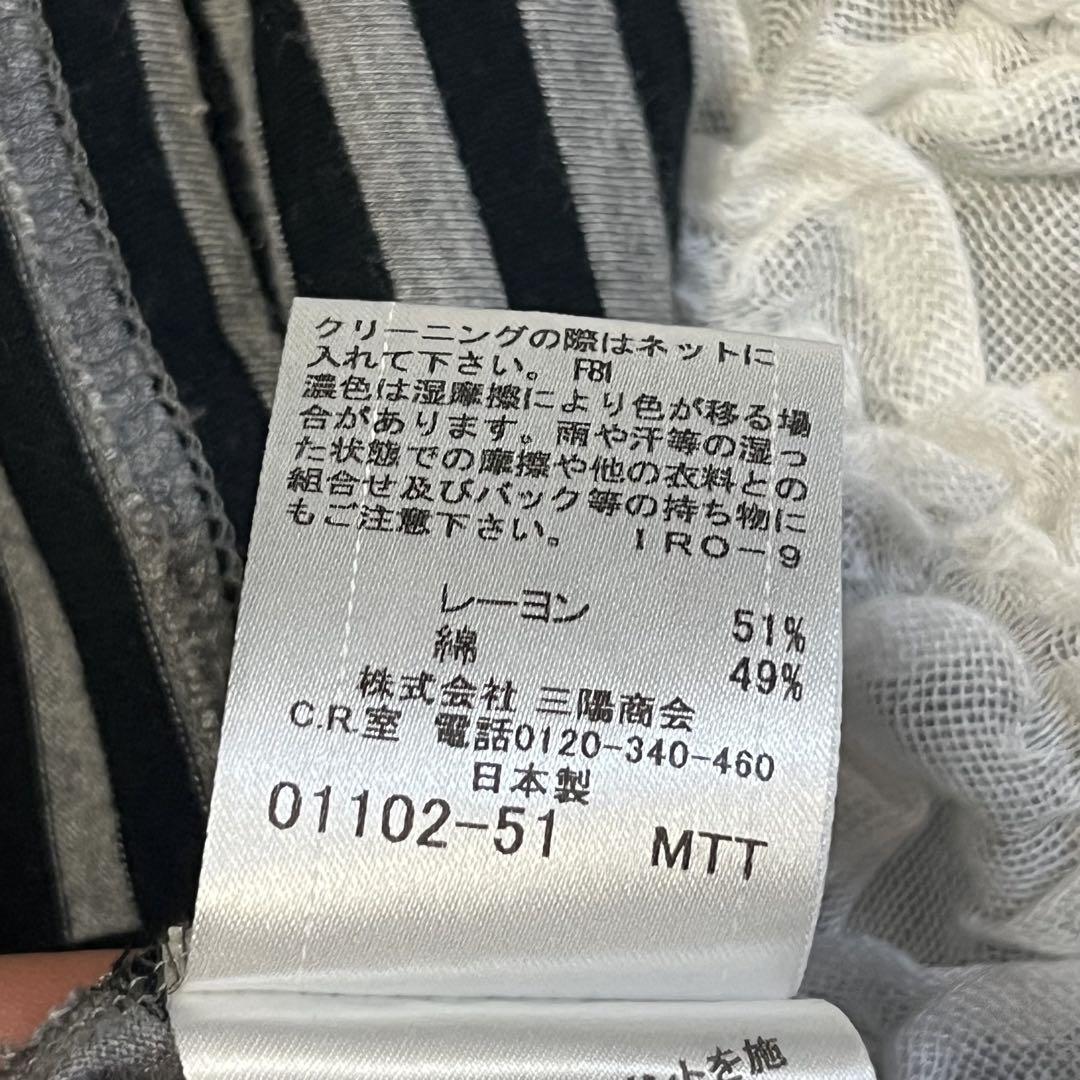 クリーニングの際はネットに
入れて下さい。 F81
濃色は湿摩擦により色が移る場
合があります。雨や汗等の湿っ
た状態での摩擦や他の衣料との
組合せ及びバック等の持ち物に
もご注意下さい。 IRO-9
レーヨン 51%
綿 49%
株式会社 三陽商会
C.R.室 電話0120-340-460
日本製
01102-51 MTT
を施